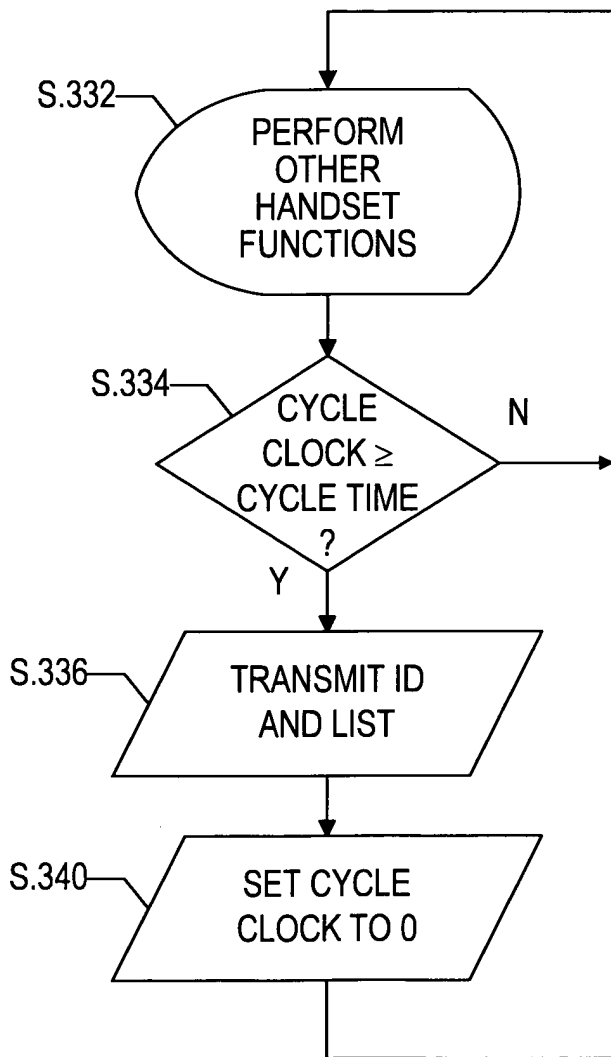 S.332
PERFORM
OTHER
HANDSET
FUNCTIONS
S.334
CYCLE
CLOCK ≥
CYCLE TIME
?
N
Y
S.336
TRANSMIT ID
AND LIST
S.340
SET CYCLE
CLOCK TO 0